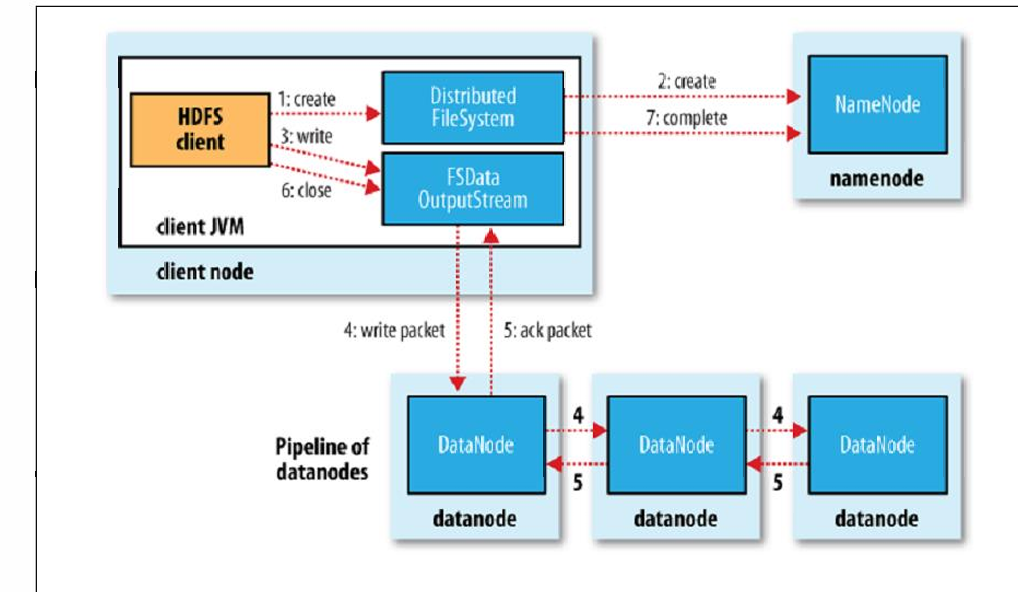 HDFS
client
1: create
3: write
6: close
Distributed
FileSystem
FSData
OutputStream
client JVM
client node
2: create
7: complete
NameNode
namenode
4: write packet
5: ack packet
Pipeline of
datanodes
DataNode
datanode
4
5
DataNode
datanode
4
5
DataNode
datanode